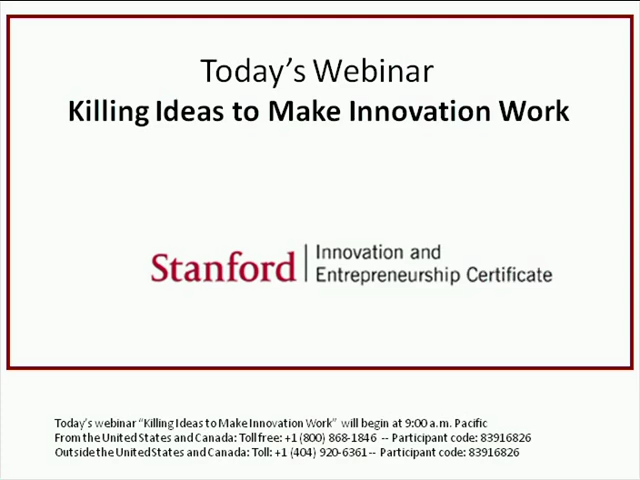 Today's Webinar
Killing Ideas to Make Innovation Work
Stanford
Innovation and
Entrepreneurship Certificate
Today's webinar "Killing Ideas to Make Innovation Work" will begin at 9:00 a.m. Pacific
From the United States and Canada: Toll free: +1 (800) 868-1846 -- Participant code: 83916826
Outside the United States and Canada: Toll: +1 (404) 920-6361-- Participant code: 83916826